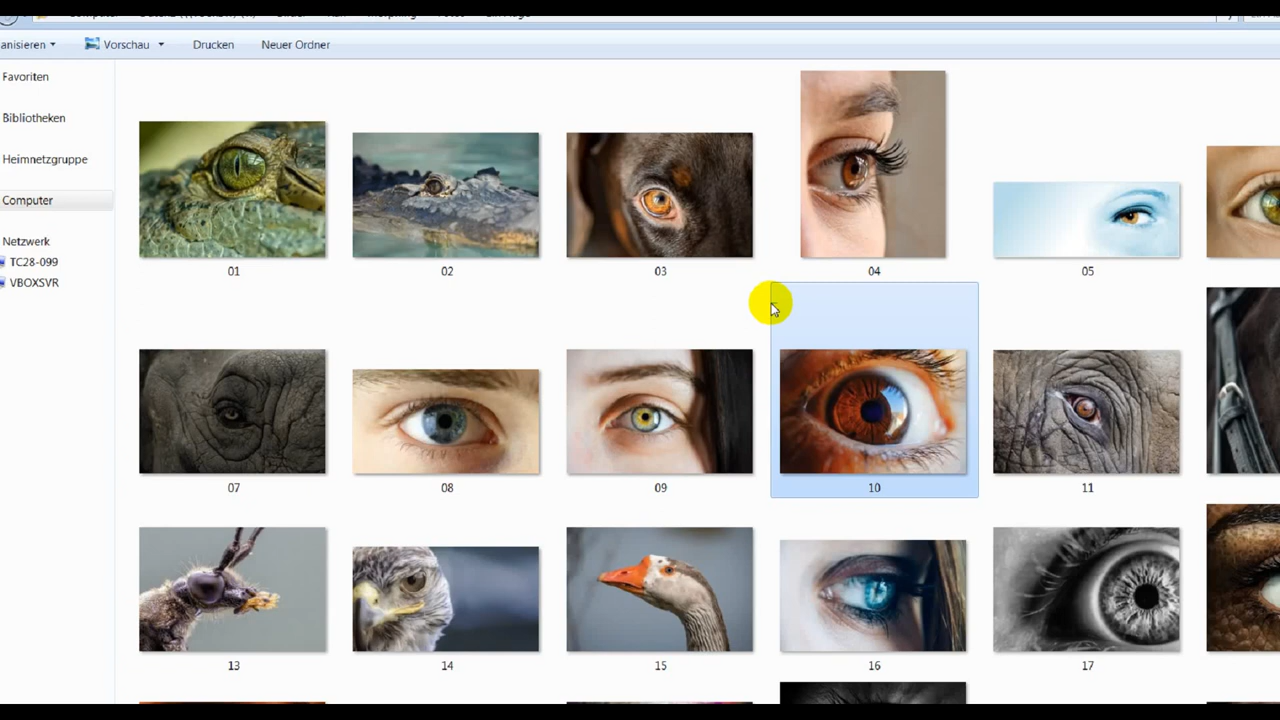 anisieren
Vorschau
Drucken
Neuer Ordner
Favoriten
Bibliotheken
Heimnetzgruppe
Computer
Netzwerk
TC28-099
VBOXSVR
01
02
03
04
05
07
08
09
10
11
13
14
15
16
17